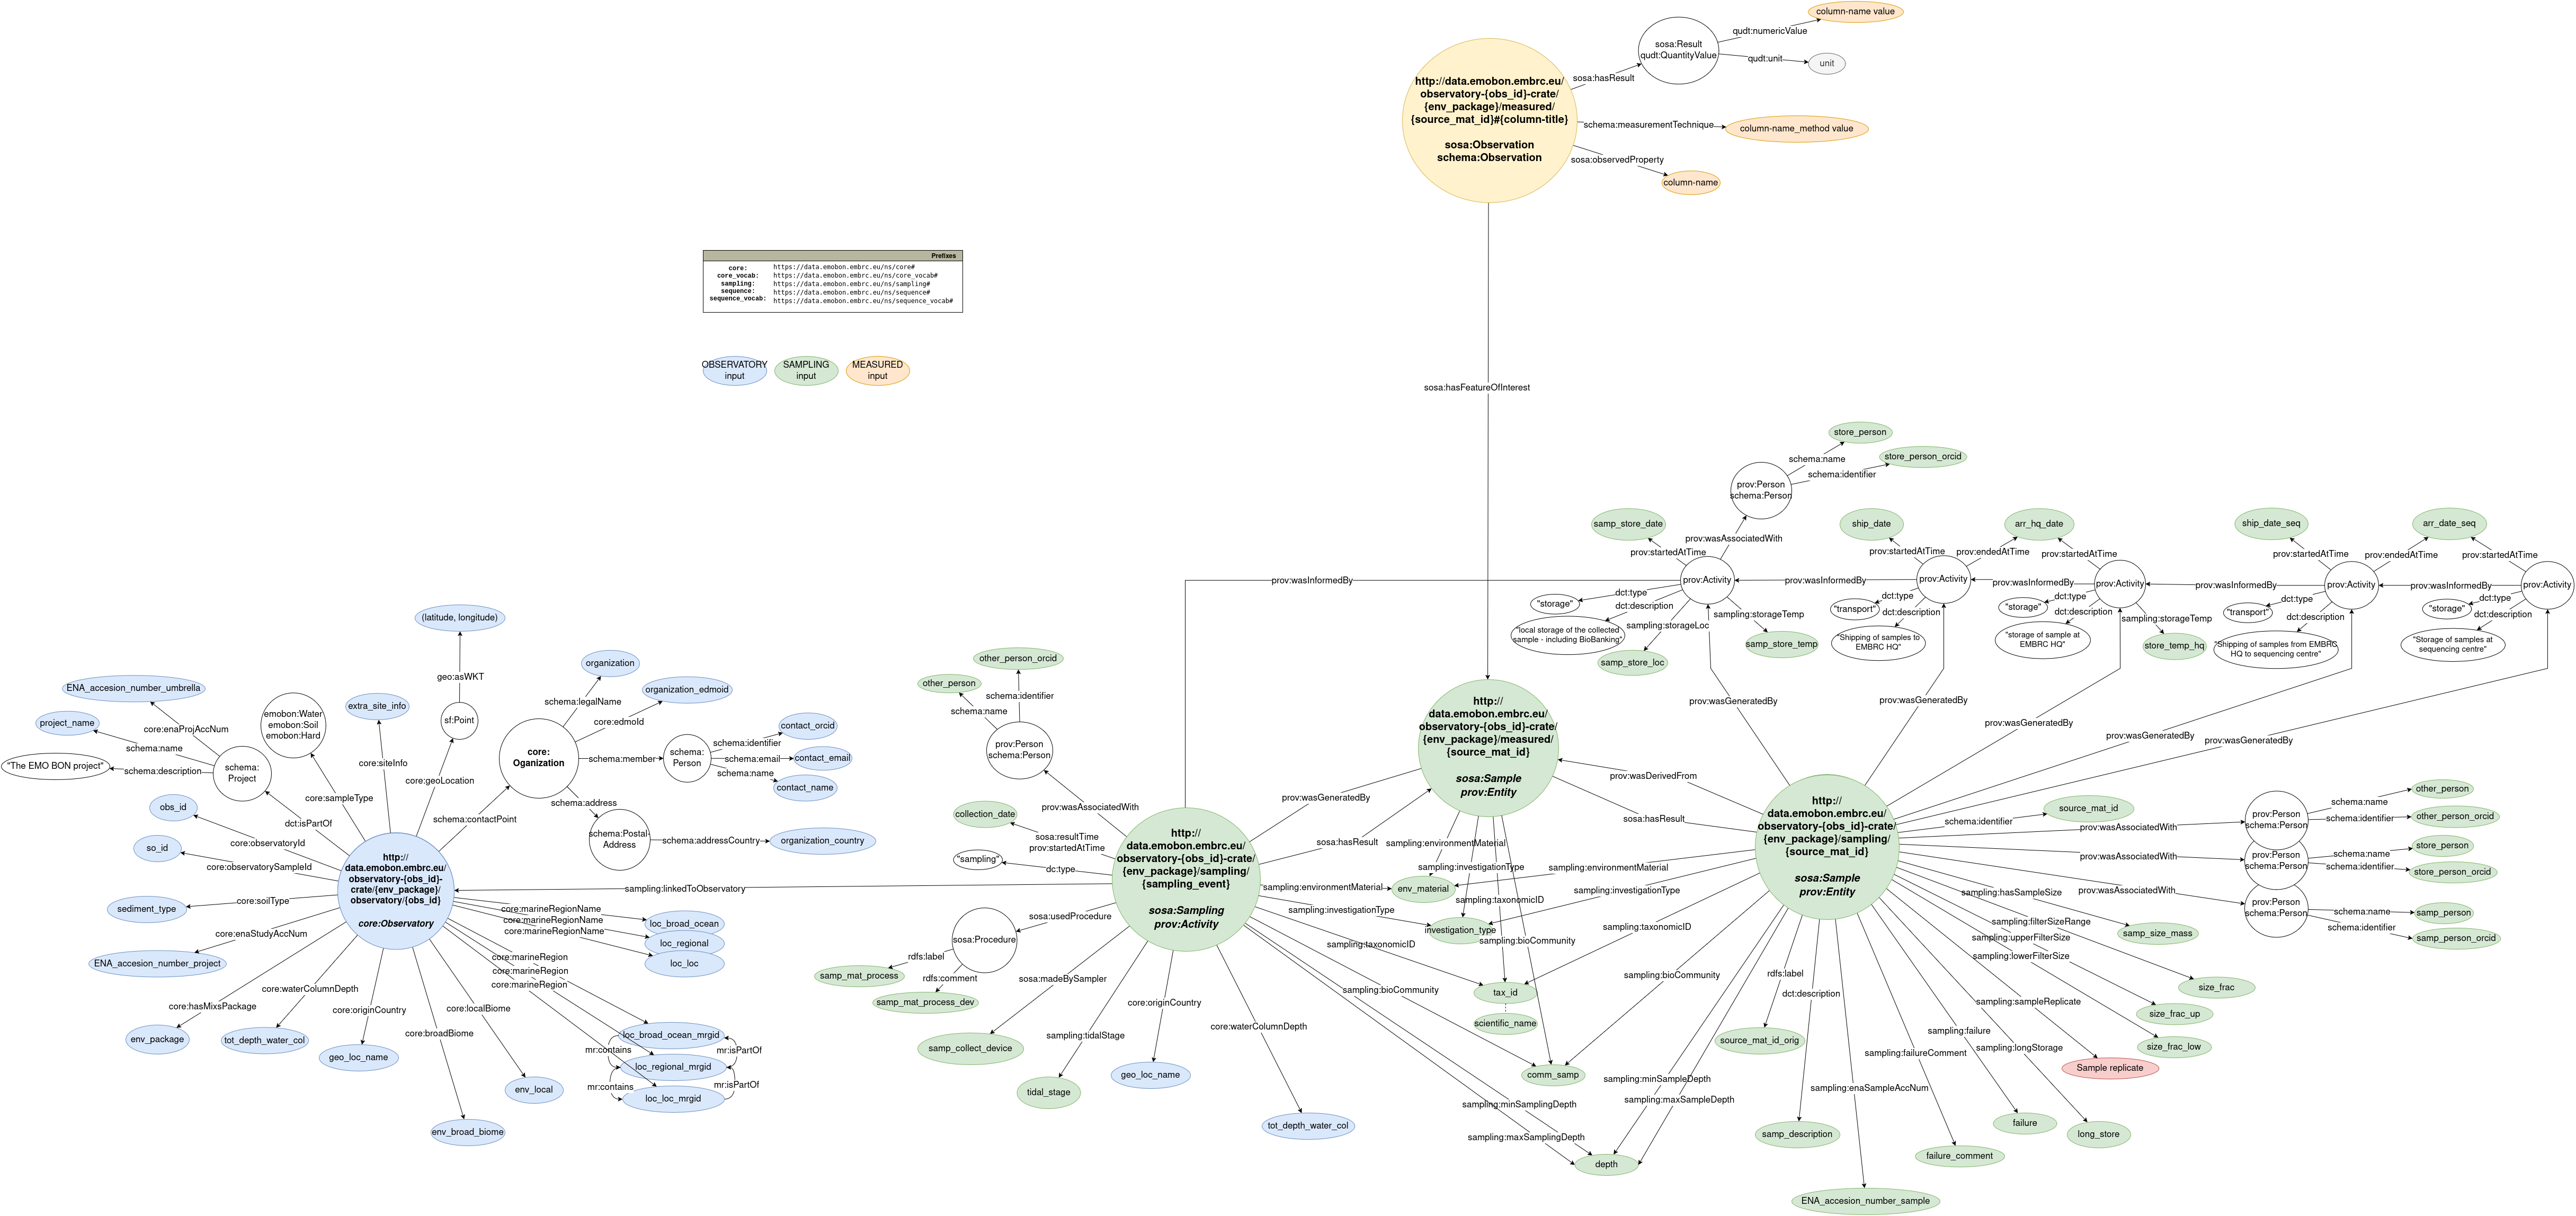 column-name value
qudt:numericValue
sosa:Result
qudt:QuantityValue
qudt:unit
unit
sosa:hasResult
http://data.emobon.embrc.eu/
observatory-{obs_id}-crate/
{env_package}/measured/
{source_mat_id}#{column-title}
sosa:Observation
schema:Observation
schema:measurementTechnique
column-name_method value
sosa:observedProperty
column-name
Prefixes
core: https://data.emobon.embrc.eu/ns/core#
core_vocab: https://data.emobon.embrc.eu/ns/core_vocab#
sampling: https://data.emobon.embrc.eu/ns/sampling#
sequence: https://data.emobon.embrc.eu/ns/sequence#
sequence_vocab: https://data.emobon.embrc.eu/ns/sequence_vocab#
OBSERVATORY
input
SAMPLING
input
MEASURED
input
sosa:hasFeatureOfInterest
store_person
schema:name
store_person_orcid
schema:identifier
prov:Person
schema:Person
prov:wasAssociatedWith
samp_store_date
prov:startedAtTime
prov:Activity
prov:wasInformedBy
"storage"
dct:type
dct:description
"local storage of the collected
sample - including BioBanking"
sampling:storageLoc
samp_store_loc
sampling:storageTemp
samp_store_temp
prov:wasInformedBy
ship_date
prov:startedAtTime
prov:endedAtTime
prov:Activity
"transport"
dct:type
dct:description
"Shipping of samples to
EMBRC HQ"
arr_hq_date
prov:startedAtTime
prov:wasInformedBy
prov:Activity
"storage"
dct:type
dct:description
"storage of sample at
EMBRC HQ"
sampling:storageTemp
store_temp_hq
ship_date_seq
prov:startedAtTime
prov:endedAtTime
prov:wasInformedBy
prov:Activity
"transport"
dct:type
dct:description
"Shipping of samples from EMBRC
HQ to sequencing centre"
arr_date_seq
prov:startedAtTime
prov:wasInformedBy
prov:Activity
"storage"
dct:type
dct:description
"Storage of samples at
sequencing centre"
prov:wasGeneratedBy
prov:wasGeneratedBy
prov:wasGeneratedBy
prov:wasGeneratedBy
prov:wasGeneratedBy
(latitude, longitude)
geo:asWKT
sf:Point
core:geoLocation
ENA_accesion_number_umbrella
core:enaProjAccNum
project_name
schema:name
"The EMO BON project"
schema:description
schema:
Project
dct:isPartOf
emobon:Water
emobon:Soil
emobon:Hard
core:sampleType
extra_site_info
core:siteInfo
organization
schema:legalName
organization_edmoid
core:edmoId
core:
Oganization
schema:contactPoint
schema:member
schema:
Person
schema:identifier
contact_orcid
schema:email
contact_email
schema:name
contact_name
schema:address
schema:Postal-
Address
schema:addressCountry
organization_country
obs_id
core:observatoryId
so_id
core:observatorySampleId
sediment_type
core:soilType
ENA_accession_number_project
core:enaStudyAccNum
env_package
core:hasMixsPackage
tot_depth_water_col
core:waterColumnDepth
geo_loc_name
core:originCountry
env_broad_biome
core:broadBiome
env_local
core:localBiome
http://
data.emobon.embrc.eu/
observatory-{obs_id}-
crate/{env_package}/
observatory/{obs_id}
core:Observatory
core:marineRegionName
core:marineRegionName
core:marineRegionName
loc_broad_ocean
loc_regional
loc_loc
core:marineRegion
core:marineRegion
core:marineRegion
loc_broad_ocean_mrgid
loc_regional_mrgid
loc_loc_mrgid
mr:contains
mr:contains
mr:isPartOf
mr:isPartOf
sampling:linkedToObservatory
other_person_orcid
other_person
schema:identifier
schema:name
prov:Person
schema:Person
prov:wasAssociatedWith
collection_date
sosa:resultTime
prov:startedAtTime
"sampling"
dc:type
http://
data.emobon.embrc.eu/
observatory-{obs_id}-crate/
{env_package}/sampling/
{sampling_event}
sosa:Sampling
prov:Activity
sosa:usedProcedure
sosa:Procedure
rdfs:label
samp_mat_process
rdfs:comment
samp_mat_process_dev
sosa:madeBySampler
samp_collect_device
sampling:tidalStage
tidal_stage
core:originCountry
geo_loc_name
core:waterColumnDepth
tot_depth_water_col
prov:wasGeneratedBy
sosa:hasResult
http://
data.emobon.embrc.eu/
observatory-{obs_id}-crate/
{env_package}/measured/
{source_mat_id}
sosa:Sample
prov:Entity
prov:wasDerivedFrom
sosa:hasResult
sampling:environmentMaterial
sampling:environmentMaterial
sampling:environmentMaterial
env_material
sampling:investigationType
sampling:investigationType
sampling:investigationType
investigation_type
sampling:taxonomicID
sampling:taxonomicID
sampling:taxonomicID
tax_id
scientific_name
sampling:bioCommunity
sampling:bioCommunity
sampling:bioCommunity
comm_samp
sampling:minSamplingDepth
sampling:maxSamplingDepth
sampling:minSampleDepth
sampling:maxSampleDepth
depth
http://
data.emobon.embrc.eu/
observatory-{obs_id}-crate/
{env_package}/sampling/
{source_mat_id}
sosa:Sample
prov:Entity
schema:identifier
source_mat_id
prov:wasAssociatedWith
prov:Person
schema:Person
schema:name
other_person
schema:identifier
other_person_orcid
prov:wasAssociatedWith
prov:Person
schema:Person
schema:name
store_person
schema:identifier
store_person_orcid
prov:wasAssociatedWith
prov:Person
schema:Person
schema:name
samp_person
schema:identifier
samp_person_orcid
sampling:hasSampleSize
samp_size_mass
sampling:filterSizeRange
size_frac
sampling:upperFilterSize
size_frac_up
sampling:lowerFilterSize
size_frac_low
sampling:sampleReplicate
Sample replicate
sampling:longStorage
long_store
sampling:failure
failure
sampling:failureComment
failure_comment
sampling:enaSampleAccNum
ENA_accesion_number_sample
dct:description
samp_description
rdfs:label
source_mat_id_orig